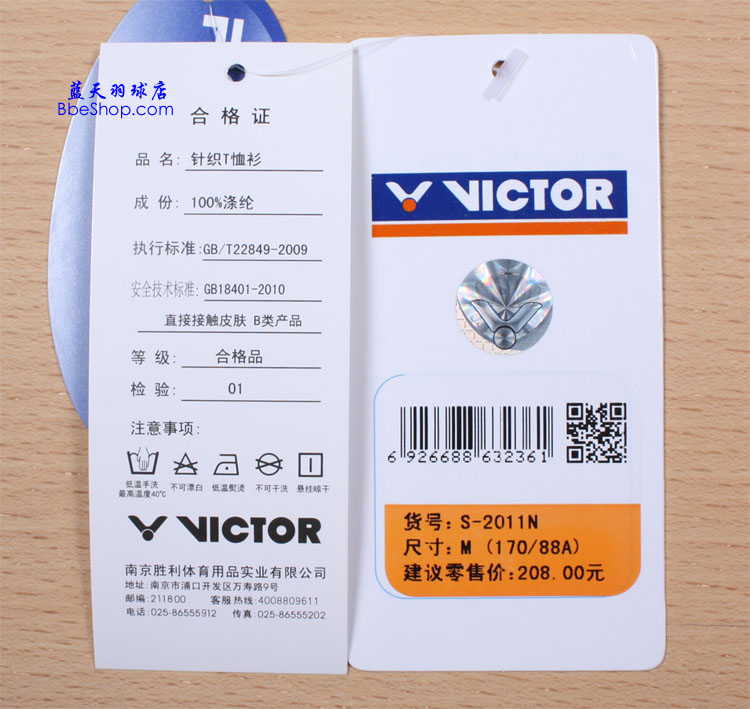 蓝天羽球店
BbeShop.com
合格证
品名: 针织T恤衫
成份: 100%涤纶
执行标准: GB/T22849-2009
安全技术标准: GB18401-2010
直接接触皮肤 B类产品
等级: 合格品
检验: 01
注意事项:
低温手洗
最高温度40℃
不可漂白
低温熨烫
不可干洗
悬挂晾干
VICTOR
南京胜利体育用品实业有限公司
地址:南京市浦口开发区万寿路9号
邮编:211800 客服热线:4008809611
电话:025-86555912 传真:025-86555202
VICTOR
6 926688 632361
货号: S-2011N
尺寸: M (170/88A)
建议零售价: 208.00元